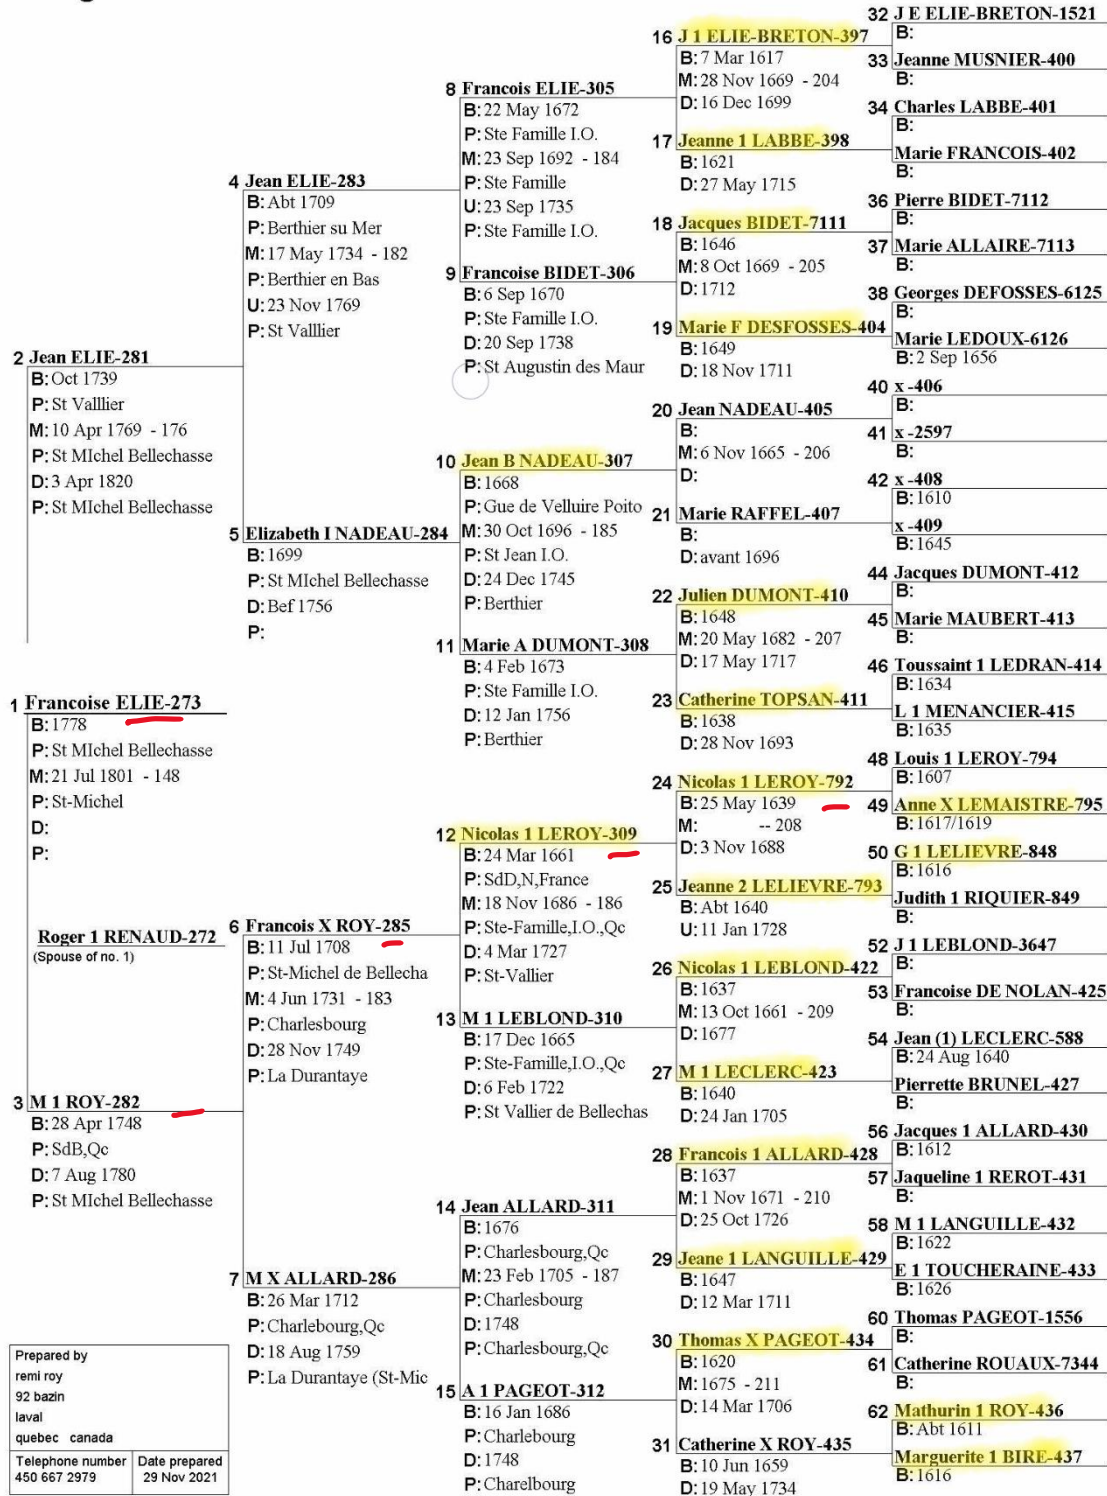 1 Francoise ELIE-273
B: 1778
P: St MIchel Bellechasse
M: 21 Jul 1801 - 148
P: St-Michel
D:
P:
Roger 1 RENAUD-272
(Spouse of no. 1)
2 Jean ELIE-281
B: Oct 1739
P: St Valllier
M: 10 Apr 1769 - 176
P: St MIchel Bellechasse
D: 3 Apr 1820
P: St MIchel Bellechasse
3 M 1 ROY-282
B: 28 Apr 1748
P: SdB,Qc
D: 7 Aug 1780
P: St MIchel Bellechasse
4 Jean ELIE-283
B: Abt 1709
P: Berthier su Mer
M: 17 May 1734 - 182
P: Berthier en Bas
U: 23 Nov 1769
P: St Valllier
5 Elizabeth I NADEAU-284
B: 1699
P: St MIchel Bellechasse
D: Bef 1756
P:
6 Francois X ROY-285
B: 11 Jul 1708
P: St-Michel de Bellecha
M: 4 Jun 1731 - 183
P: Charlesbourg
D: 28 Nov 1749
P: La Durantaye
7 M X ALLARD-286
B: 26 Mar 1712
P: Charlebourg,Qc
D: 18 Aug 1759
P: La Durantaye (St-Mic
8 Francois ELIE-305
B: 22 May 1672
P: Ste Famille I.O.
M: 23 Sep 1692 - 184
P: Ste Famille
U: 23 Sep 1735
P: Ste Famille I.O.
9 Francoise BIDET-306
B: 6 Sep 1670
P: Ste Famille I.O.
D: 20 Sep 1738
P: St Augustin des Maur
10 Jean B NADEAU-307
B: 1668
P: Gue de Velluire Poito
M: 30 Oct 1696 - 185
P: St Jean I.O.
D: 24 Dec 1745
P: Berthier
11 Marie A DUMONT-308
B: 4 Feb 1673
P: Ste Famille I.O.
D: 12 Jan 1756
P: Berthier
12 Nicolas 1 LEROY-309
B: 24 Mar 1661
P: SdD,N,France
M: 18 Nov 1686 - 186
P: Ste-Famille,I.O.,Qc
D: 4 Mar 1727
P: St-Vallier
13 M 1 LEBLOND-310
B: 17 Dec 1665
P: Ste-Famille,I.O.,Qc
D: 6 Feb 1722
P: St Vallier de Bellechas
14 Jean ALLARD-311
B: 1676
P: Charlesbourg,Qc
M: 23 Feb 1705 - 187
P: Charlesbourg
D: 1748
P: Charlesbourg,Qc
15 A 1 PAGEOT-312
B: 16 Jan 1686
P: Charlebourg
D: 1748
P: Charelbourg
16 J 1 ELIE-BRETON-397
B: 7 Mar 1617
M: 28 Nov 1669 - 204
D: 16 Dec 1699
17 Jeanne 1 LABBE-398
B: 1621
D: 27 May 1715
18 Jacques BIDET-7111
B: 1646
M: 8 Oct 1669 - 205
D: 1712
19 Marie F DESFOSSES-404
B: 1649
D: 18 Nov 1711
20 Jean NADEAU-405
B:
M: 6 Nov 1665 - 206
D:
21 Marie RAFFEL-407
B:
D: avant 1696
22 Julien DUMONT-410
B: 1648
M: 20 May 1682 - 207
D: 17 May 1717
23 Catherine TOPSAN-411
B: 1638
D: 28 Nov 1693
24 Nicolas 1 LEROY-792
B: 25 May 1639
M: -- 208
D: 3 Nov 1688
25 Jeanne 2 LELIEVRE-793
B: Abt 1640
U: 11 Jan 1728
26 Nicolas 1 LEBLOND-422
B: 1637
M: 13 Oct 1661 - 209
D: 1677
27 M 1 LECLERC-423
B: 1640
D: 24 Jan 1705
28 Francois 1 ALLARD-428
B: 1637
M: 1 Nov 1671 - 210
D: 25 Oct 1726
29 Jeane 1 LANGUILLE-429
B: 1647
D: 12 Mar 1711
30 Thomas X PAGEOT-434
B: 1620
M: 1675 - 211
D: 14 Mar 1706
31 Catherine X ROY-435
B: 10 Jun 1659
D: 19 May 1734
32 J E ELIE-BRETON-1521
B:
33 Jeanne MUSNIER-400
B:
34 Charles LABBE-401
B:
Marie FRANCOIS-402
B:
36 Pierre BIDET-7112
B:
37 Marie ALLAIRE-7113
B:
38 Georges DEFOSSES-6125
B:
Marie LEDOUX-6126
B: 2 Sep 1656
40 x -406
B:
41 x -2597
B:
42 x -408
B: 1610
x -409
B: 1645
44 Jacques DUMONT-412
B:
45 Marie MAUBERT-413
B:
46 Toussaint 1 LEDRAN-414
B: 1634
L 1 MENANCIER-415
B: 1635
48 Louis 1 LEROY-794
B: 1607
49 Anne X LEMAISTRE-795
B: 1617/1619
50 G 1 LELIEVRE-848
B: 1616
Judith 1 RIQUIER-849
B:
52 J 1 LEBLOND-3647
B:
53 Francoise DE NOLAN-425
B:
54 Jean (1) LECLERC-588
B: 24 Aug 1640
Pierrette BRUNEL-427
B:
56 Jacques 1 ALLARD-430
B: 1612
57 Jaqueline 1 REROT-431
B:
58 M 1 LANGUILLE-432
B: 1622
E 1 TOUCHERAINE-433
B: 1626
60 Thomas PAGEOT-1556
B:
61 Catherine ROUAUX-7344
B:
62 Mathurin 1 ROY-436
B: Abt 1611
Marguerite 1 BIRE-437
B: 1616
Prepared by
remi roy
92 bazin
laval
quebec canada
Telephone number
450 667 2979
Date prepared
29 Nov 2021